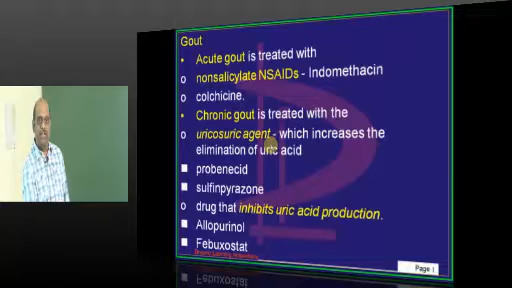 Gout
• Acute gout is treated with
o nonsalicylate NSAIDs - Indomethacin
o colchicine.
• Chronic gout is treated with the
o uricosuric agent - which increases the
elimination of uric acid
■ probenecid
■ sulfinpyrazone
o drug that inhibits uric acid production.
■ Allopurinol
■ Febuxostat
Page 1